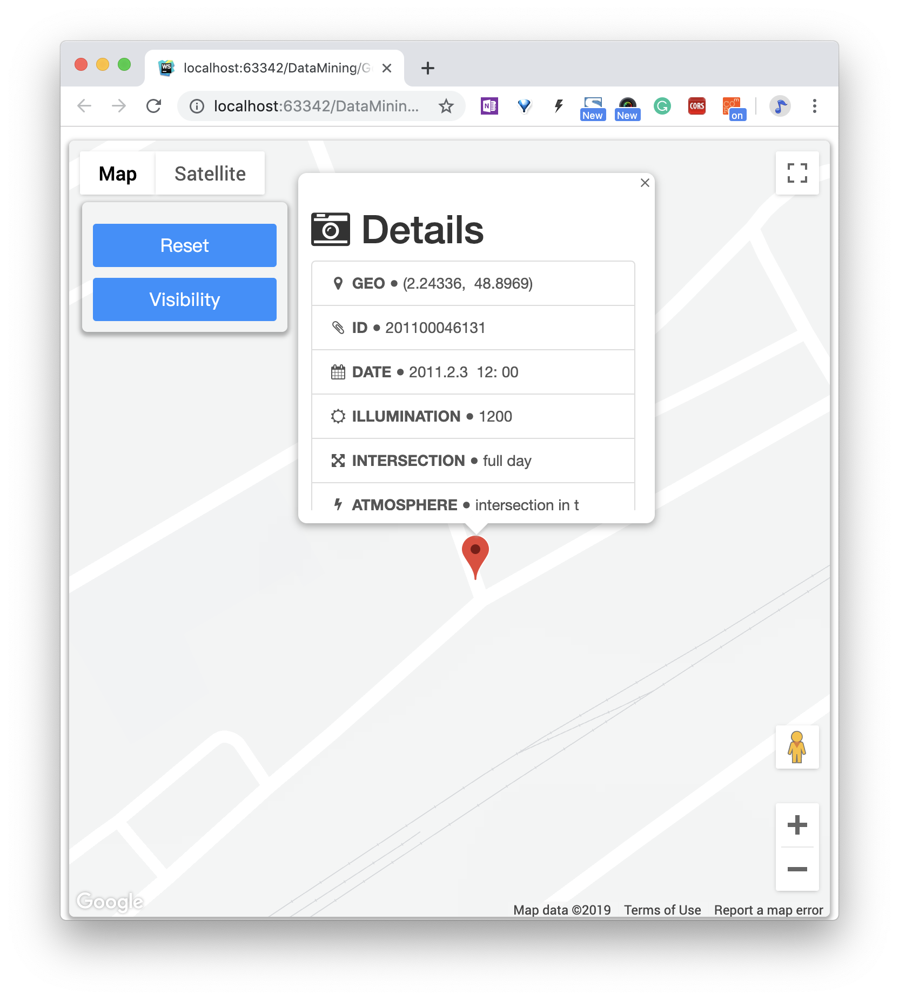 WS localhost:63342/DataMining/G
localhost:63342/DataMinin...
N
New
New
G
CORS
on
Map
Satellite
Reset
Visibility
Details
GEO ● (2.24336, 48.8969)
ID ● 201100046131
DATE ● 2011.2.3 12: 00
ILLUMINATION ● 1200
INTERSECTION ● full day
ATMOSPHERE ● intersection in t
Google
Map data ©2019 Terms of Use Report a map error